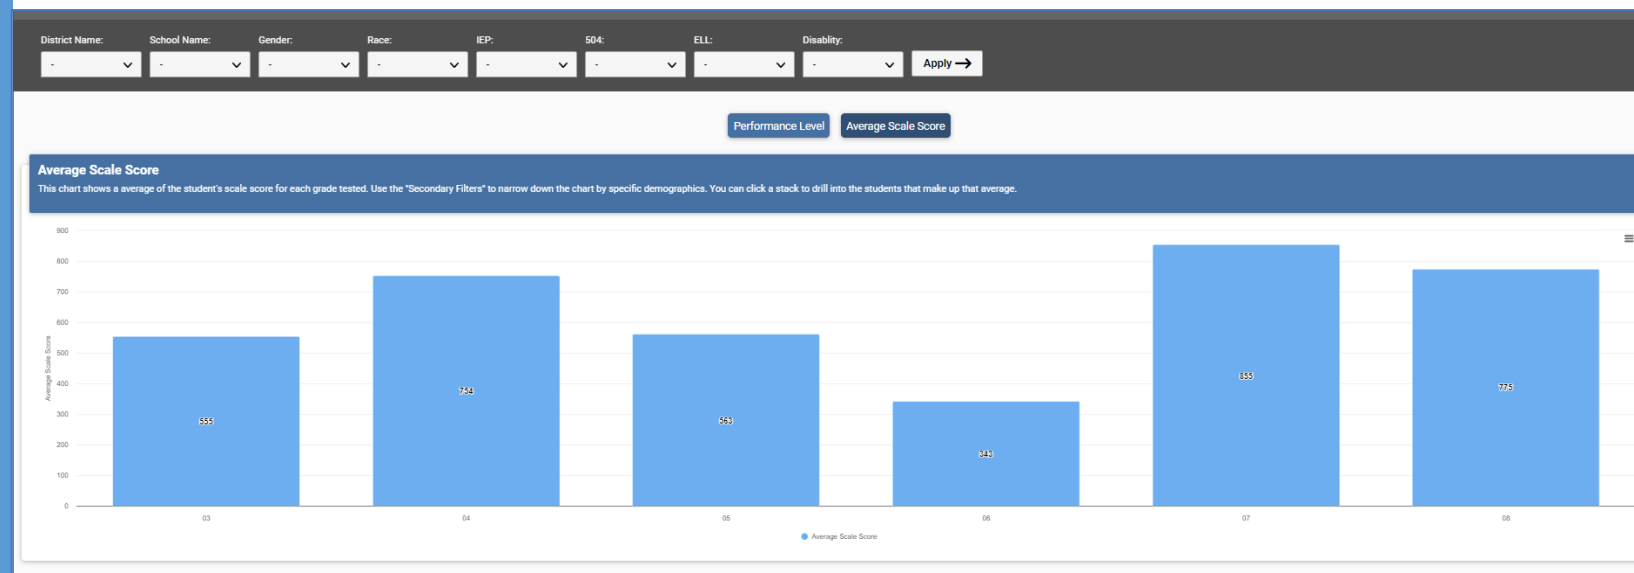 District Name: School Name: Gender: Race: IEP: 504: ELL: Disablity:
- - - - - - - - Apply
Performance Level Average Scale Score
Average Scale Score
This chart shows a average of the student's scale score for each grade tested. Use the "Secondary Filters" to narrow down the chart by specific demographics. You can click a stack to drill into the students that make up that average.
900
800
700
600
500
400
300
200
100
0
Average Scale Score
555 754 563 343 855 775
03 04 05 06 07 08
Average Scale Score